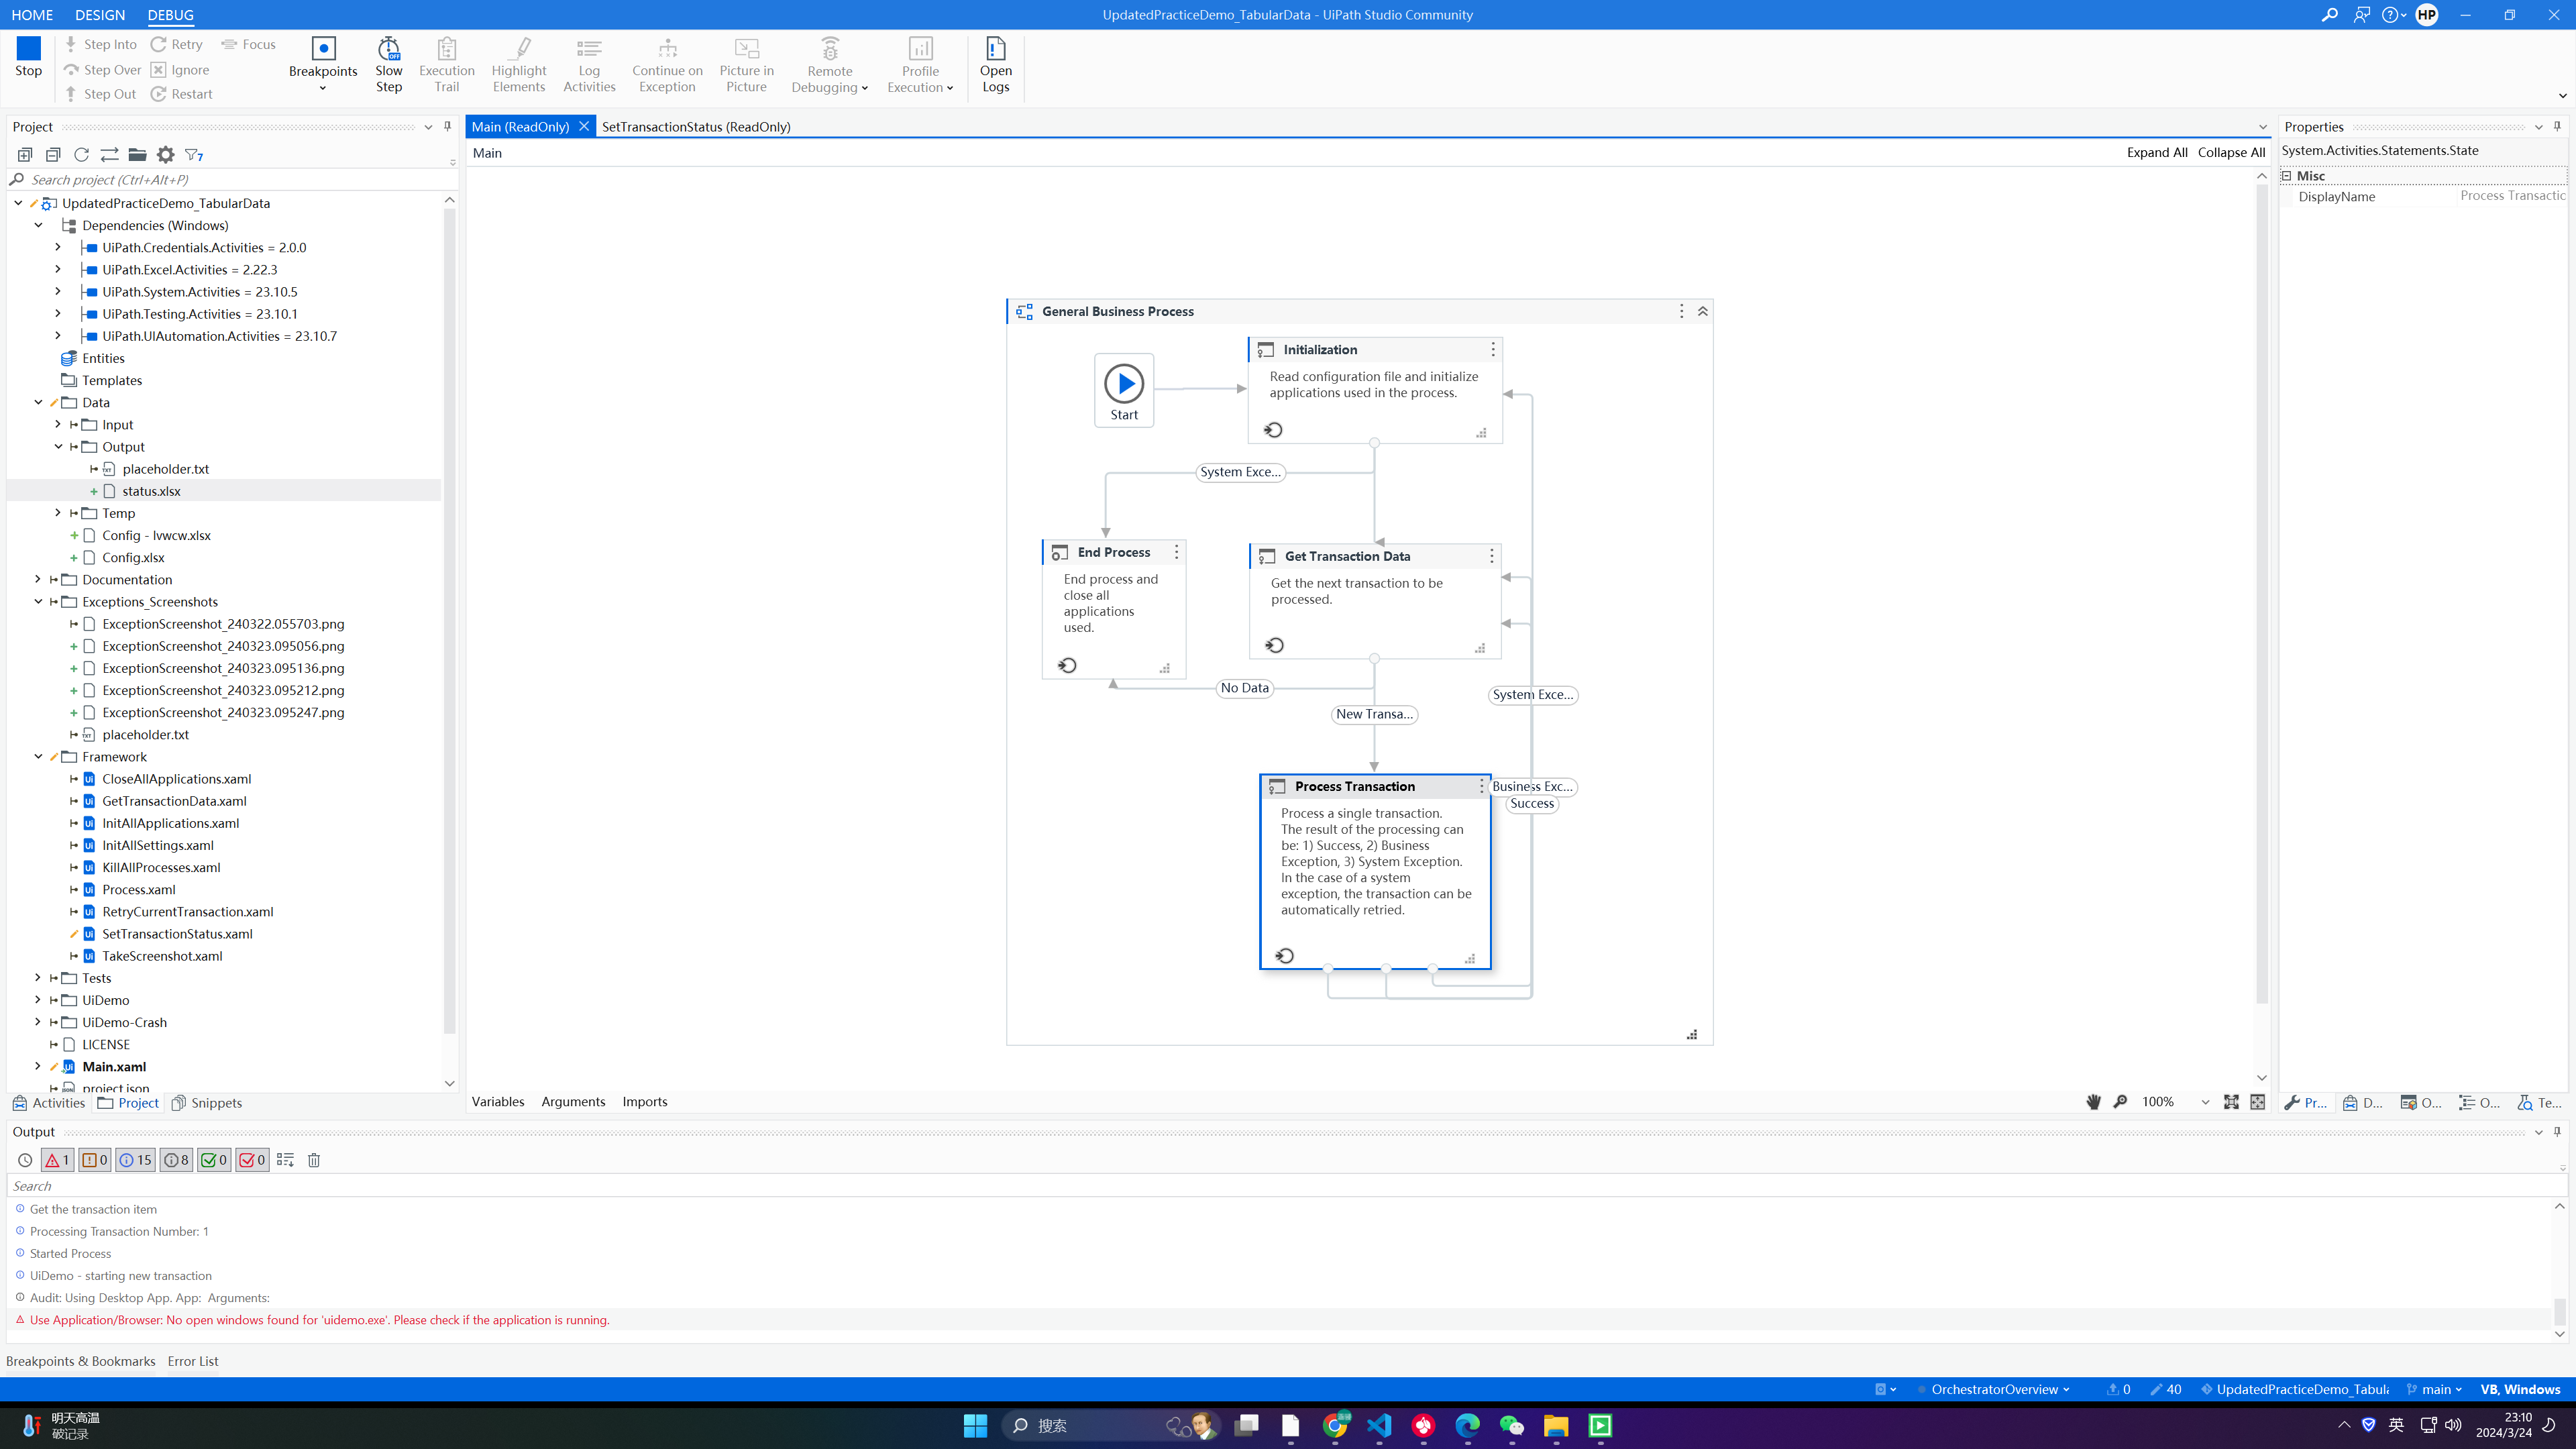 HOME
DESIGN
DEBUG
UpdatedPracticeDemo_TabularData - UiPath Studio Community
HP
Stop
Step Into
Step Over
Step Out
Retry
Ignore
Restart
Focus
Breakpoints
Slow
Step
Execution
Trail
Highlight
Elements
Log
Activities
Continue on
Exception
Picture in
Picture
Remote
Debugging
Profile
Execution
Open
Logs
Project
7
Search project (Ctrl+Alt+P)
UpdatedPracticeDemo_TabularData
Dependencies (Windows)
UiPath.Credentials.Activities = 2.0.0
UiPath.Excel.Activities = 2.22.3
UiPath.System.Activities = 23.10.5
UiPath.Testing.Activities = 23.10.1
UiPath.UIAutomation.Activities = 23.10.7
Entities
Templates
Data
Input
Output
placeholder.txt
status.xlsx
Temp
Config - lvwcw.xlsx
Config.xlsx
Documentation
Exceptions_Screenshots
ExceptionScreenshot_240322.055703.png
ExceptionScreenshot_240323.095056.png
ExceptionScreenshot_240323.095136.png
ExceptionScreenshot_240323.095212.png
ExceptionScreenshot_240323.095247.png
placeholder.txt
Framework
CloseAllApplications.xaml
GetTransactionData.xaml
InitAllApplications.xaml
InitAllSettings.xaml
KillAllProcesses.xaml
Process.xaml
RetryCurrentTransaction.xaml
SetTransactionStatus.xaml
TakeScreenshot.xaml
Tests
UiDemo
UiDemo-Crash
LICENSE
Main.xaml
project.json
Activities
Project
Snippets
Main (ReadOnly)
SetTransactionStatus (ReadOnly)
Main
Expand All
Collapse All
General Business Process
Start
Initialization
Read configuration file and initialize
applications used in the process.
System Exce...
End Process
End process and
close all
applications
used.
Get Transaction Data
Get the next transaction to be
processed.
No Data
New Transa...
System Exce...
Business Exc...
Success
Process Transaction
Process a single transaction.
The result of the processing can
be: 1) Success, 2) Business
Exception, 3) System Exception.
In the case of a system
exception, the transaction can be
automatically retried.
Variables
Arguments
Imports
100%
Properties
System.Activities.Statements.State
Misc
DisplayName
Process Transactic
Pr...
D...
O...
O...
Te...
Output
1
0
15
8
0
0
Search
Get the transaction item
Processing Transaction Number: 1
Started Process
UiDemo - starting new transaction
Audit: Using Desktop App. App:  Arguments:
Use Application/Browser: No open windows found for 'uidemo.exe'. Please check if the application is running.
Breakpoints & Bookmarks
Error List
OrchestratorOverview
0
40
UpdatedPracticeDemo_Tabula
main
VB, Windows
明天高温
破记录
搜索
英
23:10
2024/3/24